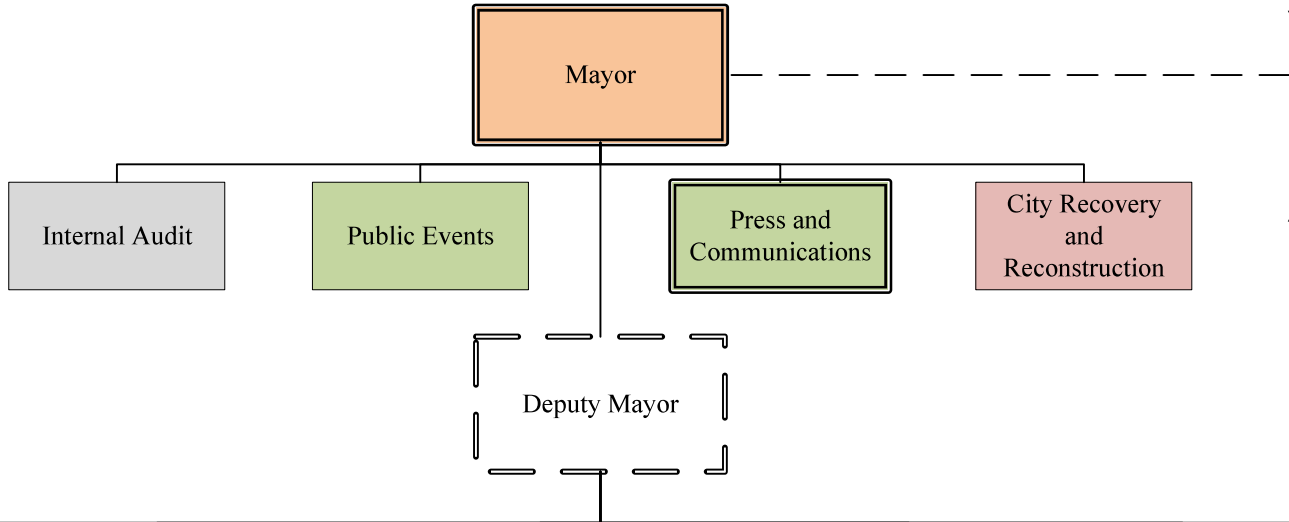 Mayor
Internal Audit
Public Events
Press and
Communications
City Recovery
and
Reconstruction
Deputy Mayor